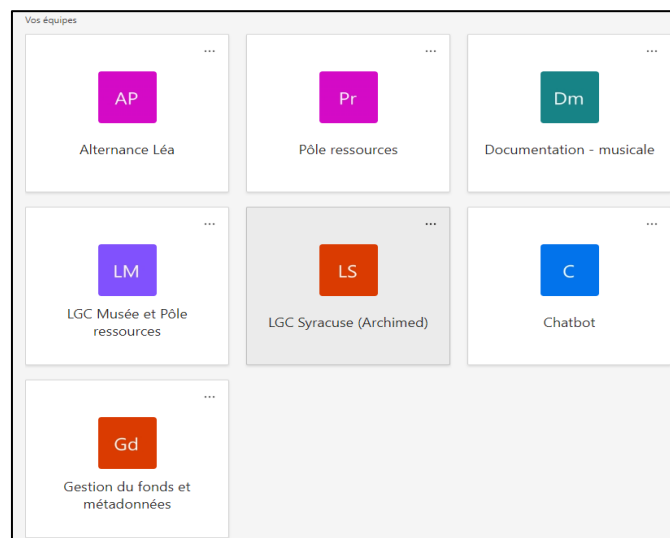 Vos équipes
AP
Alternance Léa
Pr
Pôle ressources
Dm
Documentation - musicale
LM
LGC Musée et Pôle
ressources
LS
LGC Syracuse (Archimed)
C
Chatbot
Gd
Gestion du fonds et
métadonnées